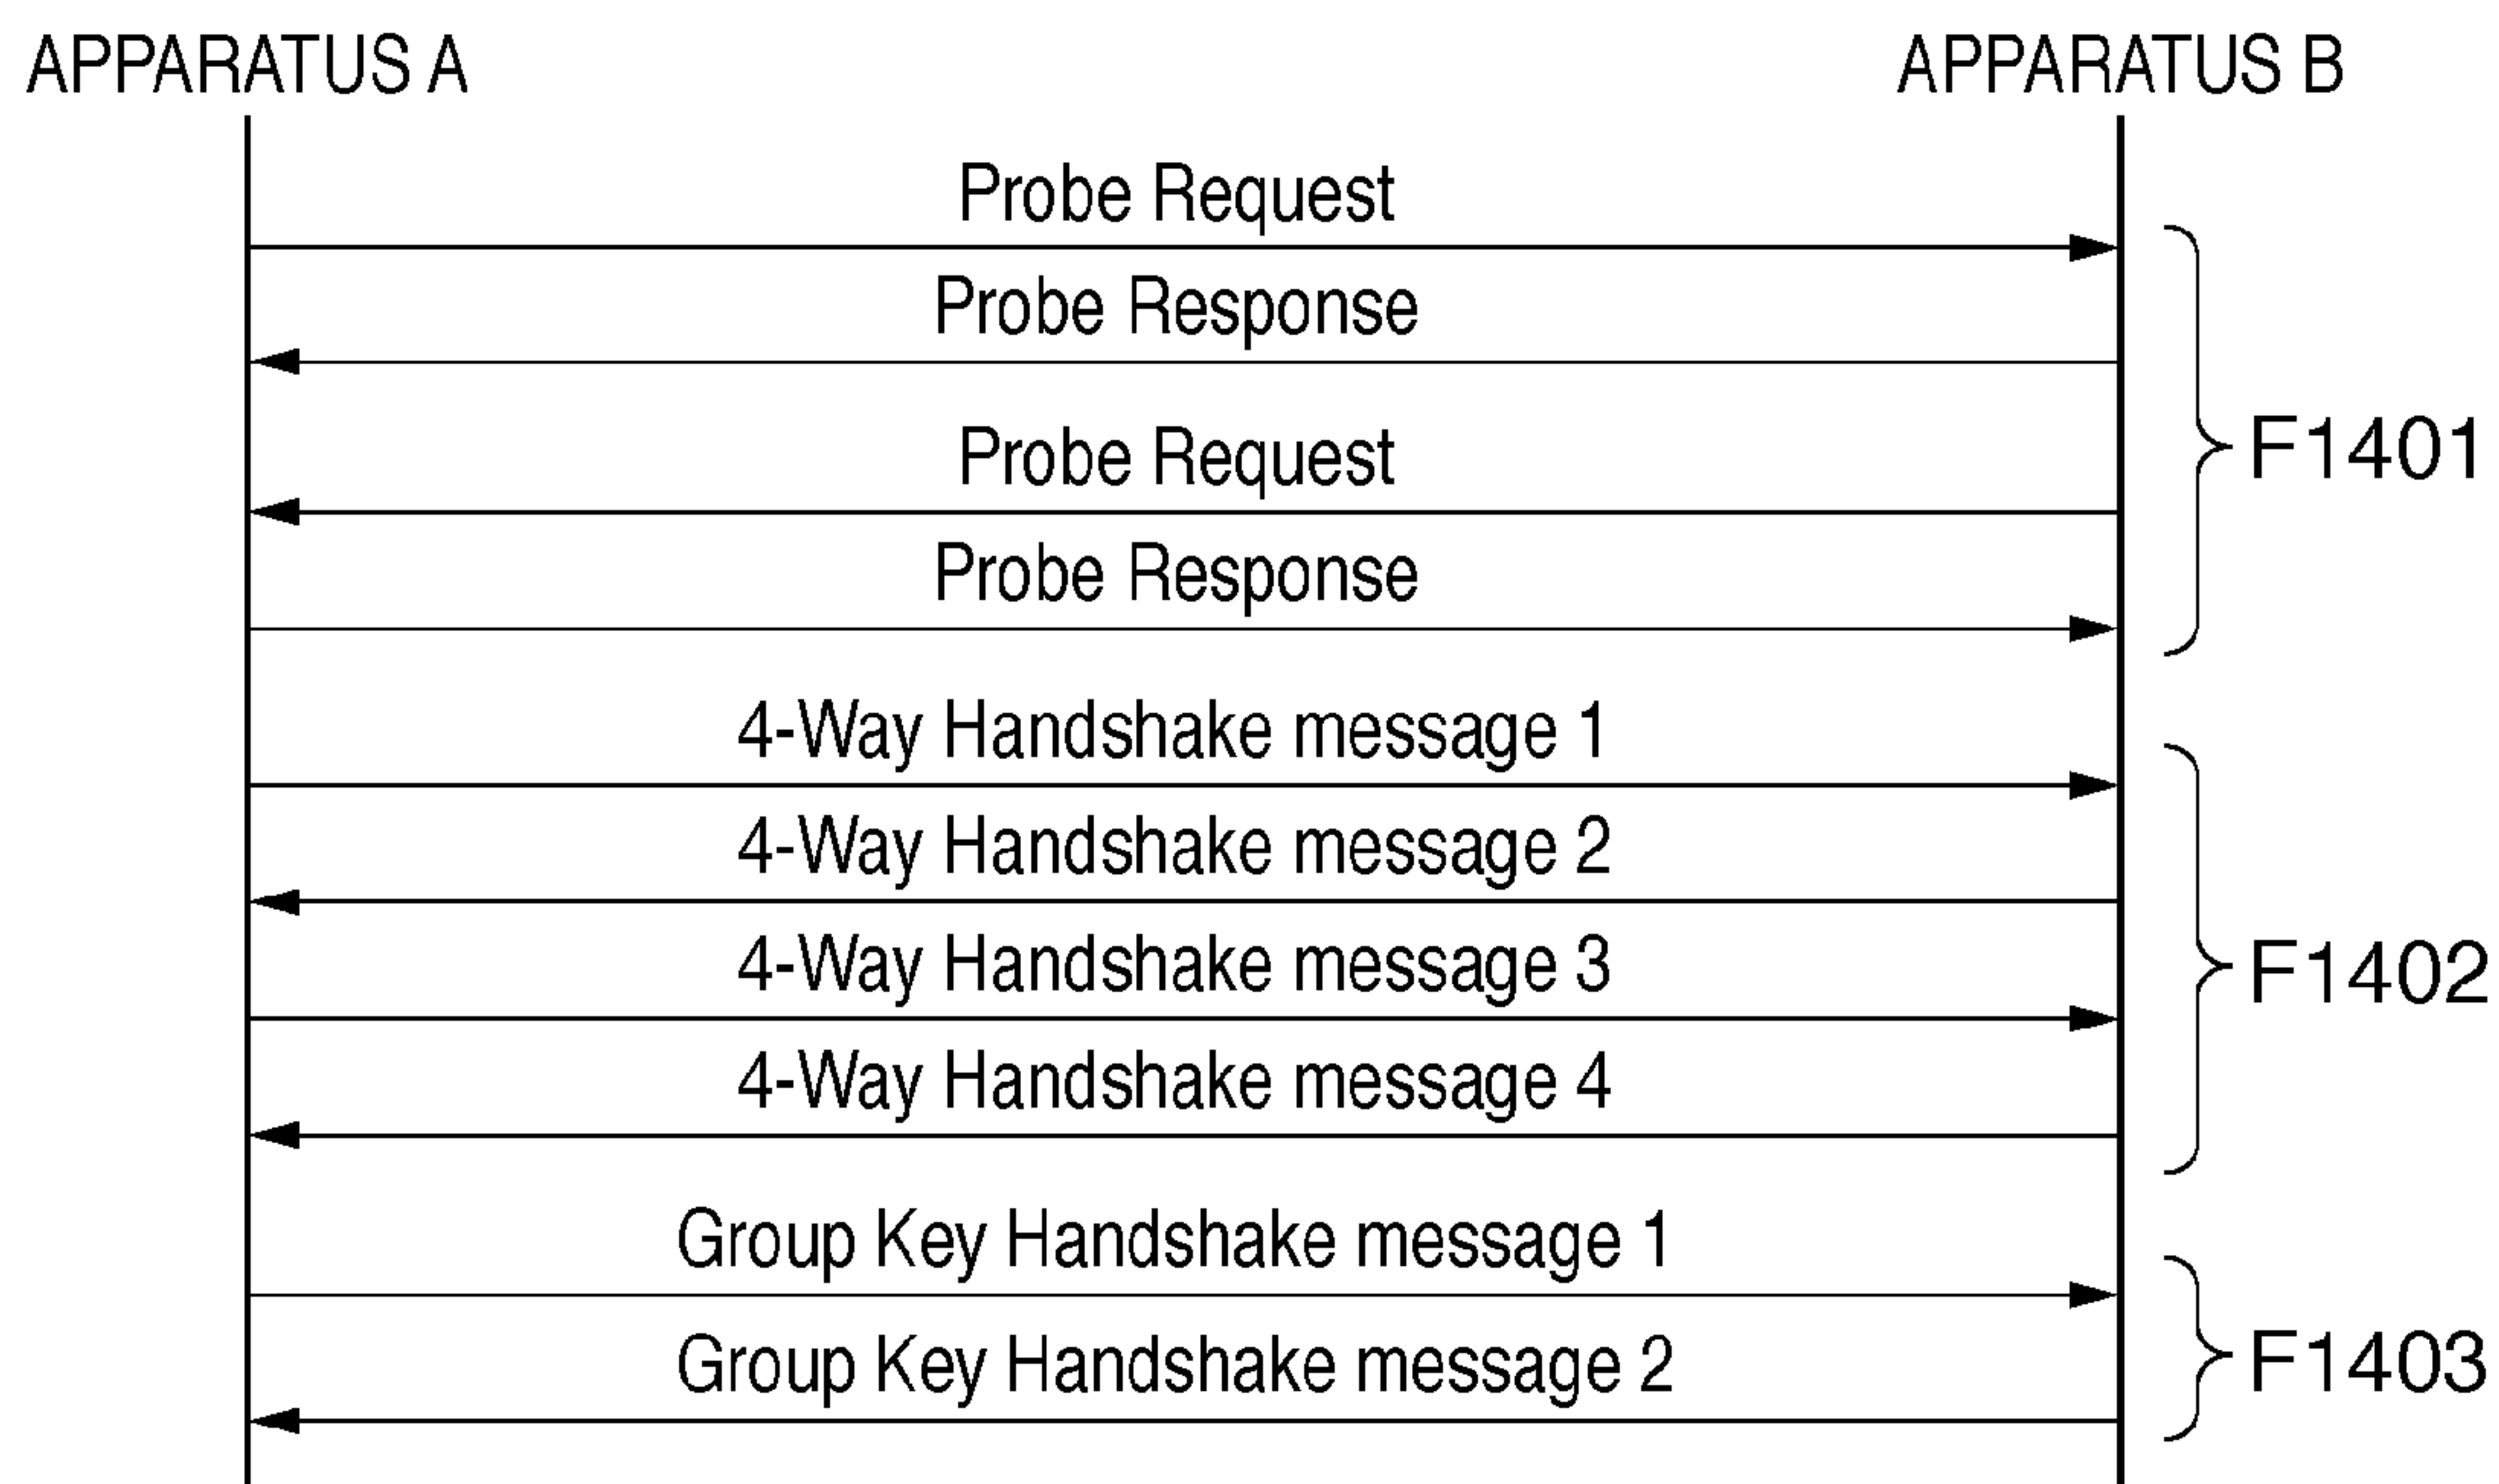 APPARATUS A
APPARATUS B
Probe Request
Probe Response
Probe Request
F1401
Probe Response
4-Way Handshake message 1
4-Way Handshake message 2
4-Way Handshake message 3
F1402
4-Way Handshake message 4
Group Key Handshake message 1
Group Key Handshake message 2
F1403